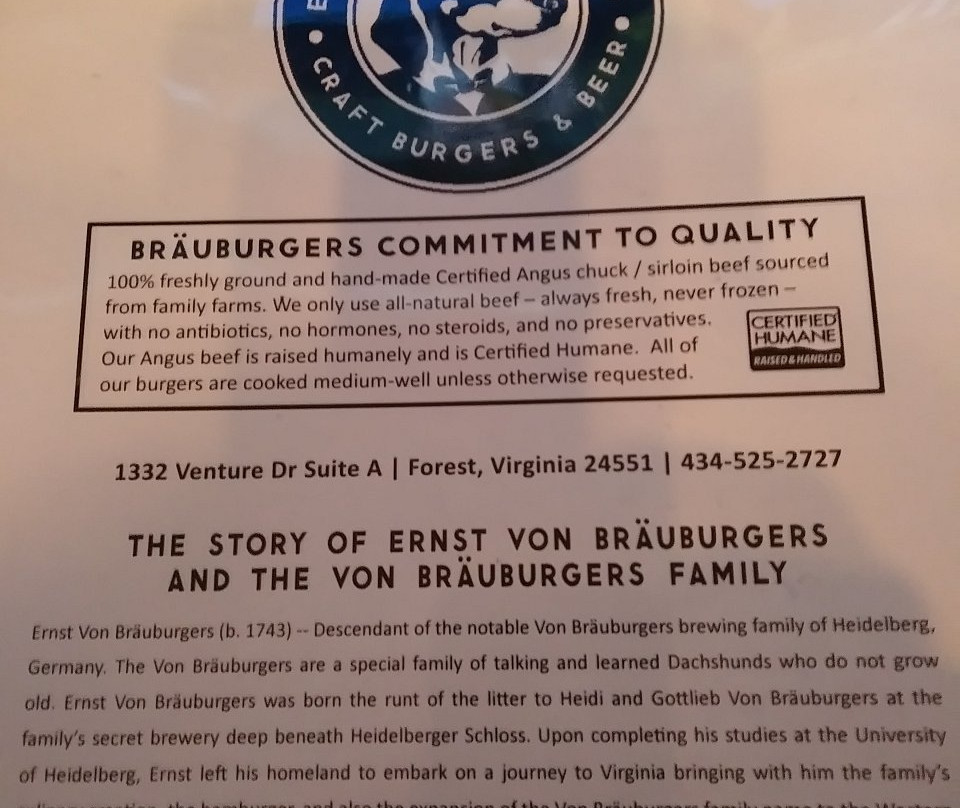 CRAFT BURGERS & BEER
BRÄUBURGERS COMMITMENT TO QUALITY
100% freshly ground and hand-made Certified Angus chuck / sirloin beef sourced
from family farms. We only use all-natural beef – always fresh, never frozen –
with no antibiotics, no hormones, no steroids, and no preservatives.
Our Angus beef is raised humanely and is Certified Humane. All of
our burgers are cooked medium-well unless otherwise requested.
CERTIFIED
HUMANE
RAISED & HANDLED
1332 Venture Dr Suite A | Forest, Virginia 24551 | 434-525-2727
THE STORY OF ERNST VON BRÄUBURGERS
AND THE VON BRÄUBURGERS FAMILY
Ernst Von Bräuburgers (b. 1743) -- Descendant of the notable Von Bräuburgers brewing family of Heidelberg,
Germany. The Von Bräuburgers are a special family of talking and learned Dachshunds who do not grow
old. Ernst Von Bräuburgers was born the runt of the litter to Heidi and Gottlieb Von Bräuburgers at the
family's secret brewery deep beneath Heidelberger Schloss. Upon completing his studies at the University
of Heidelberg, Ernst left his homeland to embark on a journey to Virginia bringing with him the family's